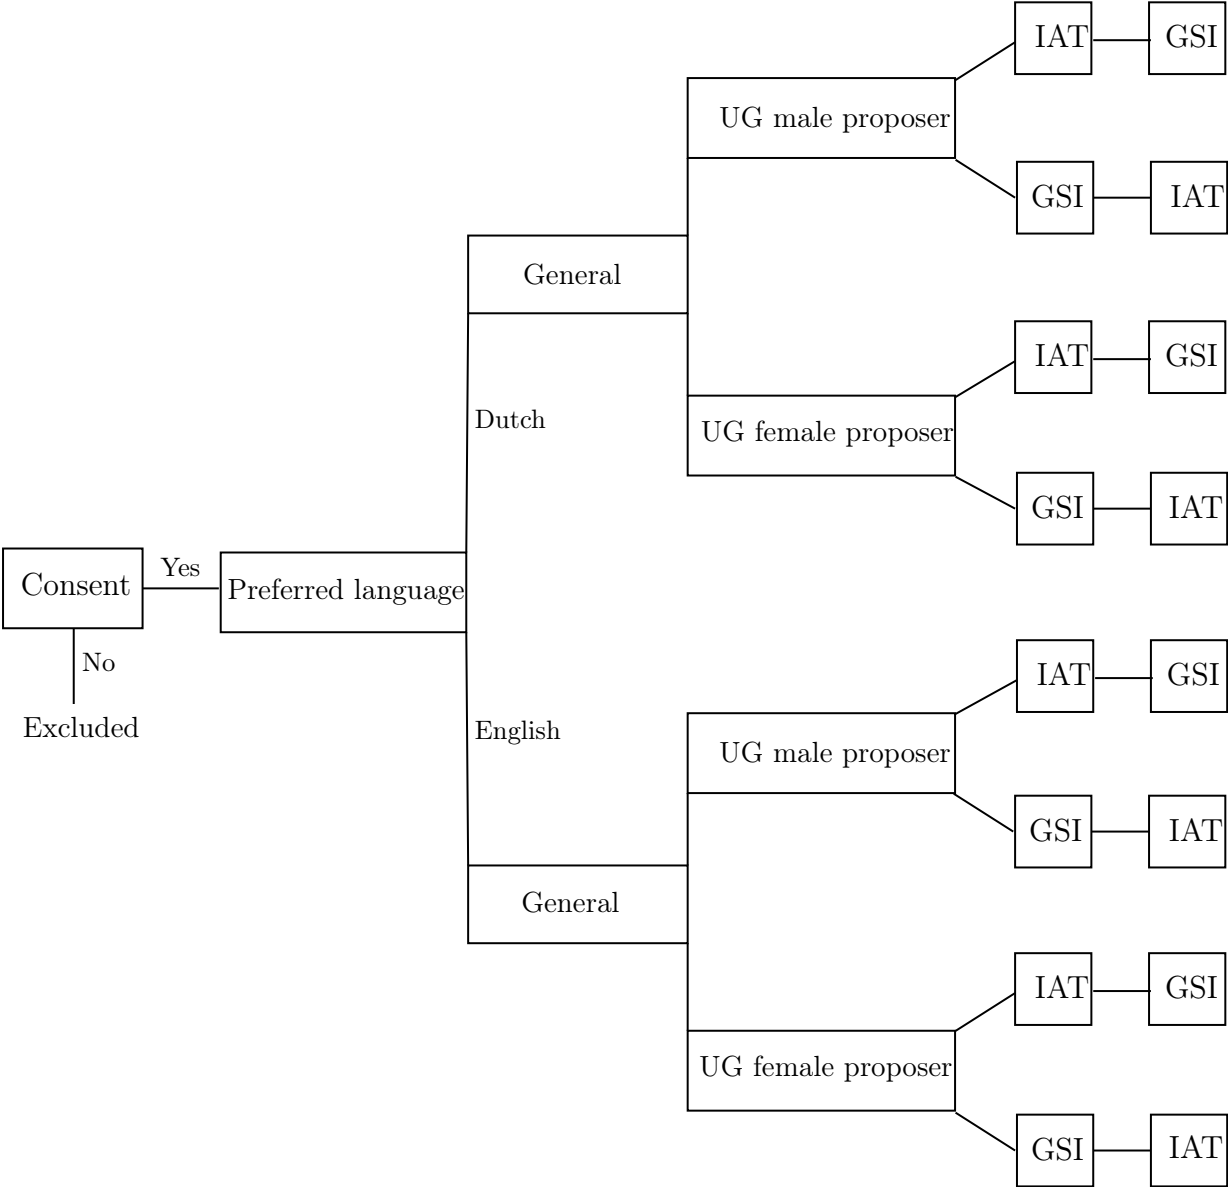 IAT
GSI
UG male proposer
GSI
IAT
General
IAT
GSI
Dutch
UG female proposer
GSI
IAT
Consent
Yes
Preferred language
No
Excluded
English
IAT
GSI
UG male proposer
GSI
IAT
General
IAT
GSI
UG female proposer
GSI
IAT